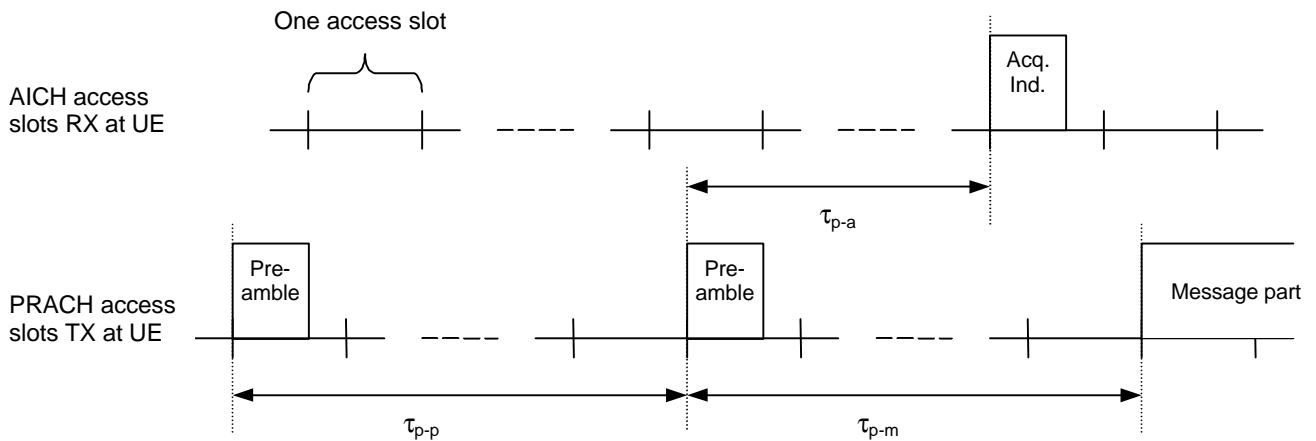 One access slot
AICH access
slots RX at UE
Acq.
Ind.
τp-a
PRACH access
slots TX at UE
Pre-
amble
Pre-
amble
Message part
τp-p
τp-m